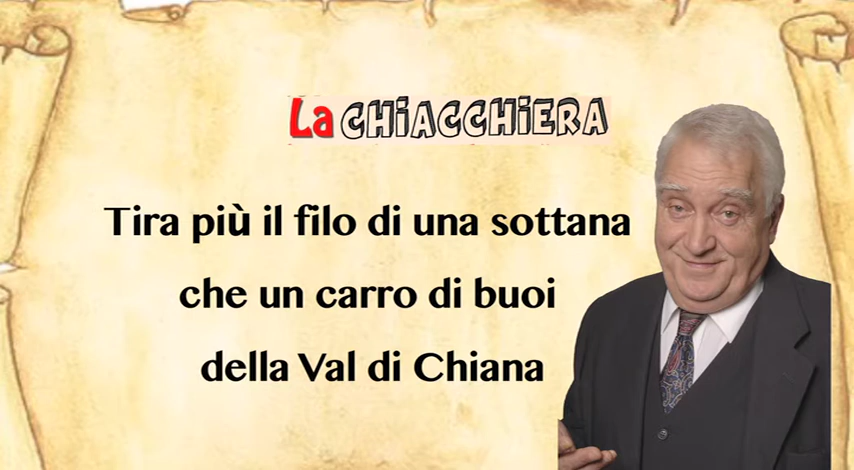 La CHiACCHiERA
Tira più il filo di una sottana
che un carro di buoi
della Val di Chiana